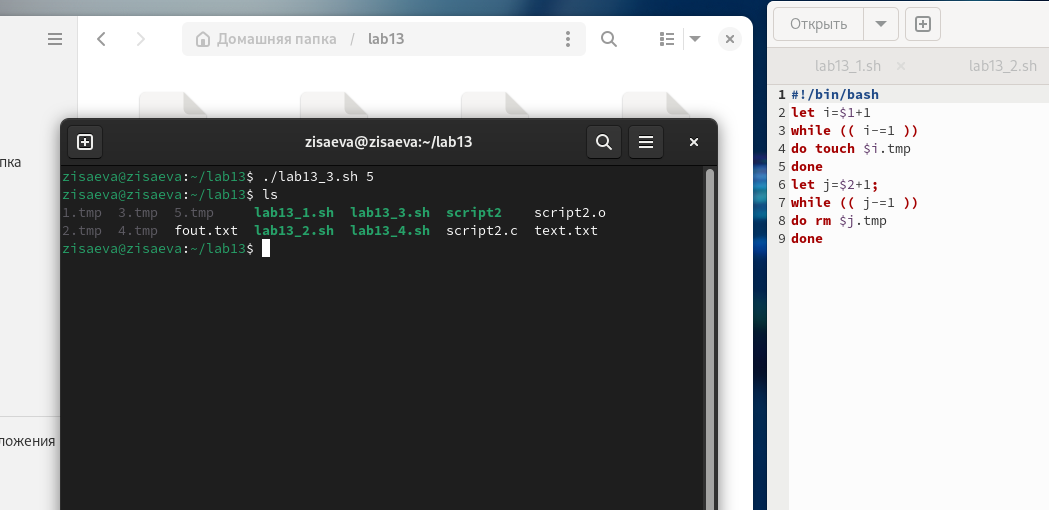 Домашняя папка / lab13
пка
ложения
zisaeva@zisaeva:~/lab13
zisaeva@zisaeva:~/lab13$ ./lab13_3.sh 5
zisaeva@zisaeva:~/lab13$ ls
1.tmp 3.tmp 5.tmp lab13_1.sh lab13_3.sh script2 script2.o
2.tmp 4.tmp fout.txt lab13_2.sh lab13_4.sh script2.c text.txt
zisaeva@zisaeva:~/lab13$
Открыть
lab13_1.sh lab13_2.sh
1 #!/bin/bash
2 let i=$1+1
3 while (( i-=1 ))
4 do touch $i.tmp
5 done
6 let j=$2+1;
7 while (( j-=1 ))
8 do rm $j.tmp
9 done